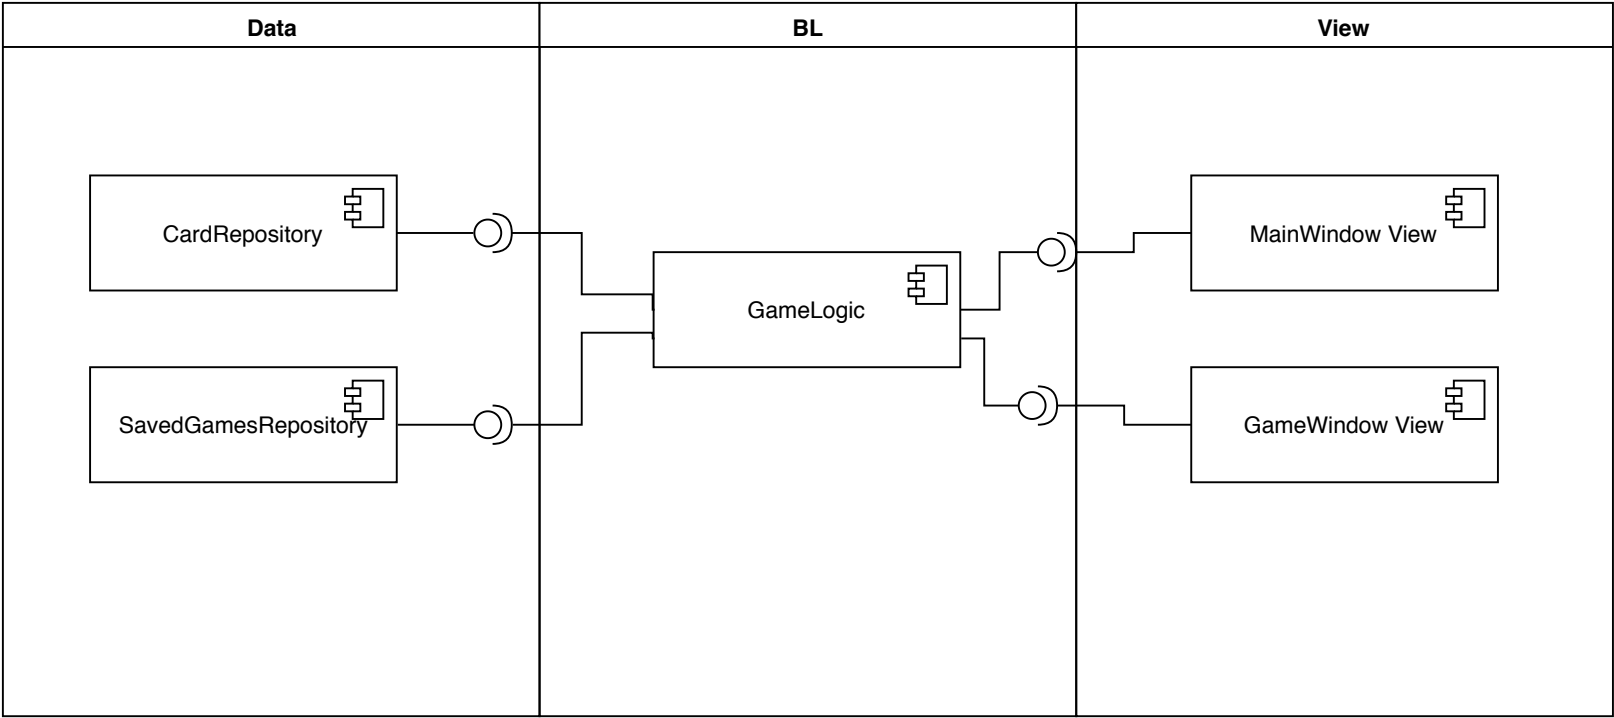 Data
BL
View
CardRepository
SavedGamesRepository
GameLogic
MainWindow View
GameWindow View